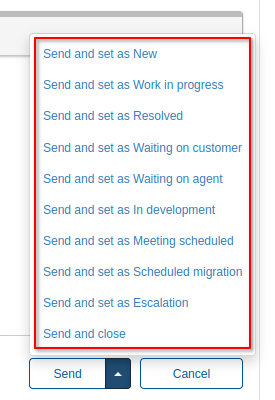 Send and set as New
Send and set as Work in progress
Send and set as Resolved
Send and set as Waiting on customer
Send and set as Waiting on agent
Send and set as In development
Send and set as Meeting scheduled
Send and set as Scheduled migration
Send and set as Escalation
Send and close
Send
Cancel